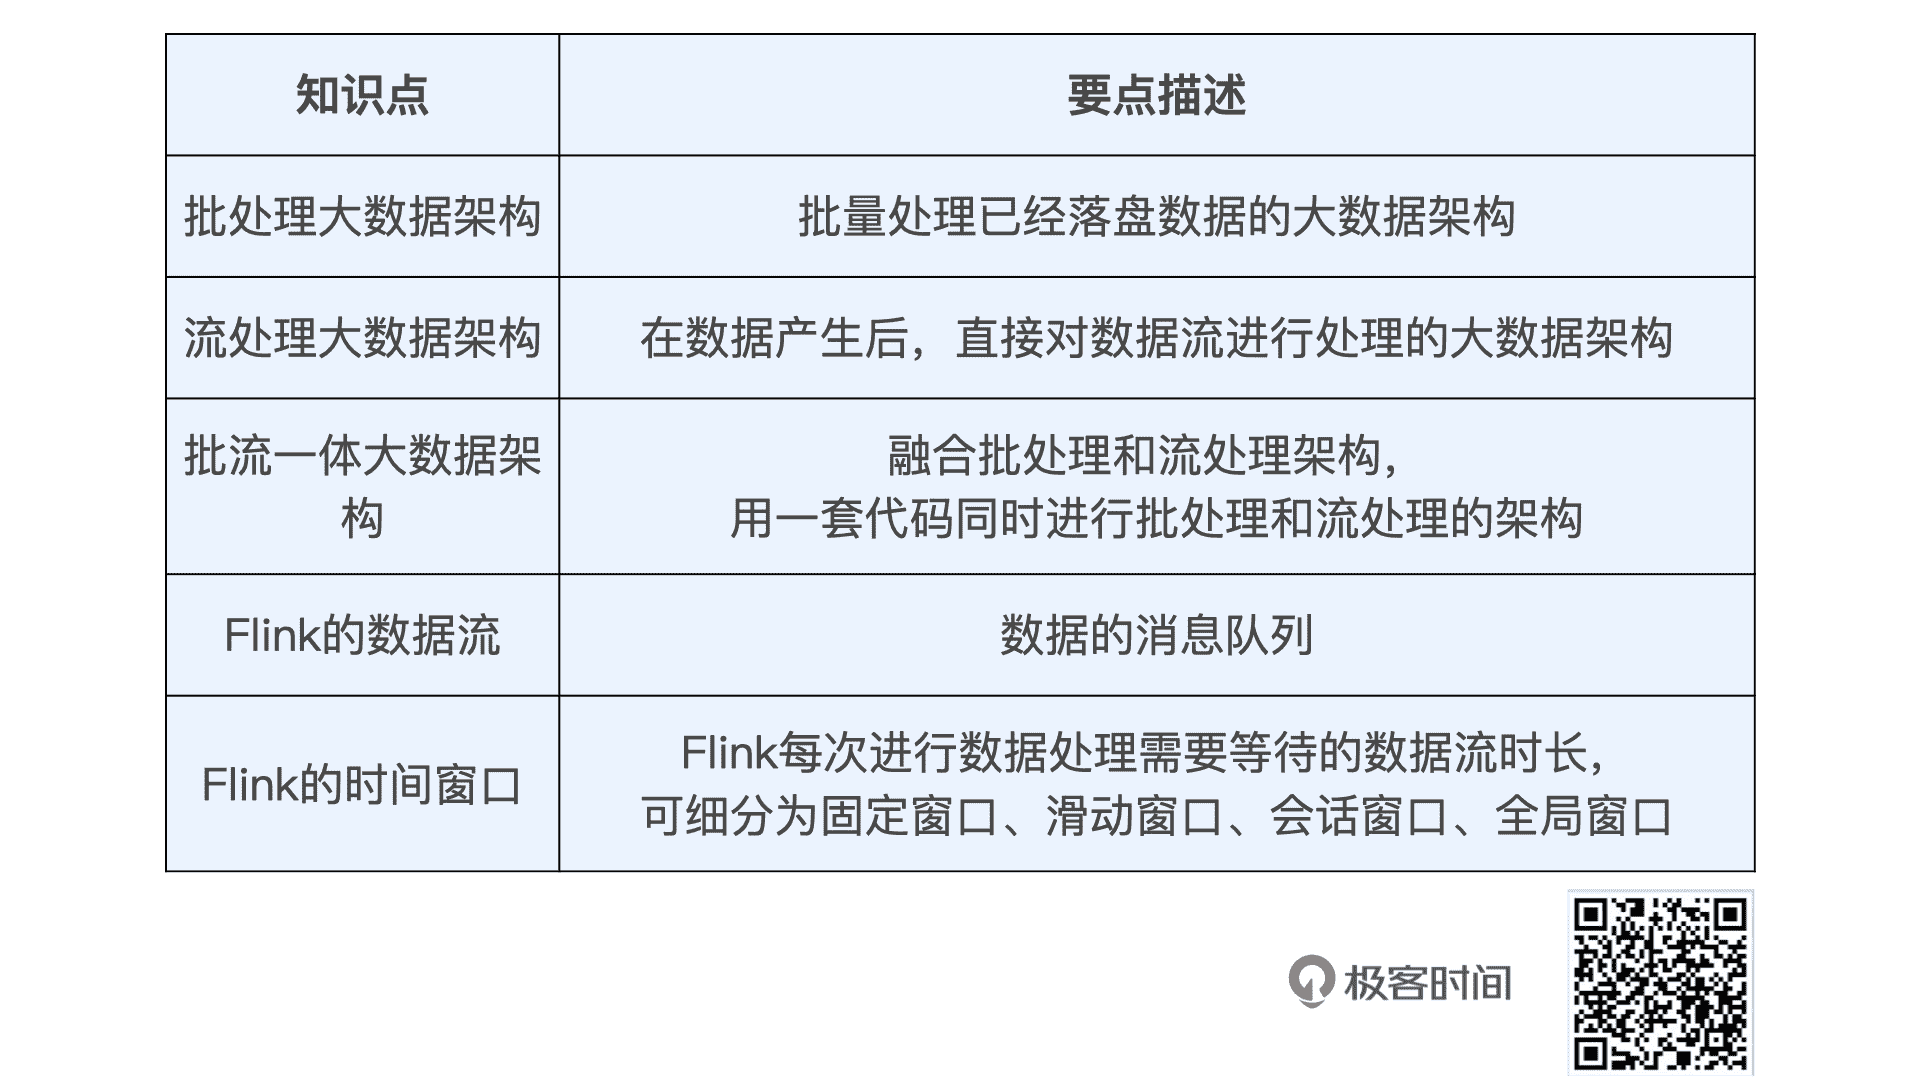 知识点
要点描述
批处理大数据架构
批量处理已经落盘数据的大数据架构
流处理大数据架构
在数据产生后，直接对数据流进行处理的大数据架构
批流一体大数据架
构
融合批处理和流处理架构，
用一套代码同时进行批处理和流处理的架构
Flink的数据流
数据的消息队列
Flink的时间窗口
Flink每次进行数据处理需要等待的数据流时长，
可细分为固定窗口、滑动窗口、会话窗口、全局窗口
极客时间